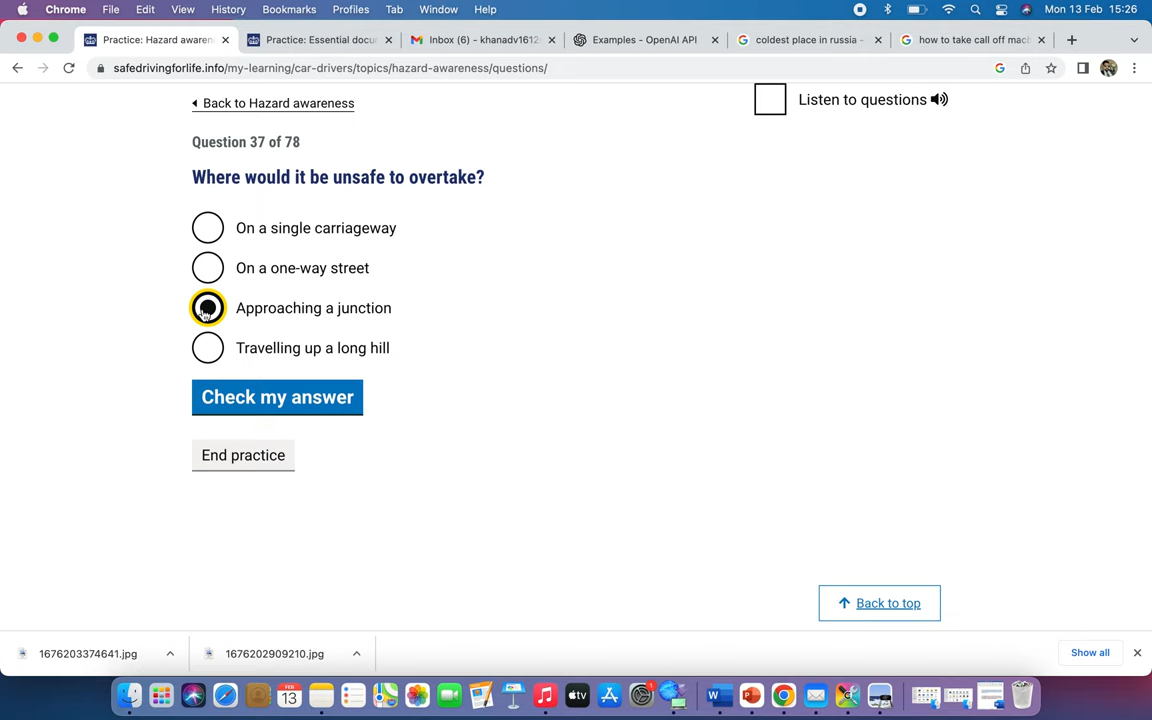 Chrome File Edit View History Bookmarks Profiles Tab Window Help Mon 13 Feb 15:26
Practice: Hazard awaren Practice: Essential docu Inbox (6) - khanadv1612 Examples - OpenAI API coldest place in russia - how to take call off mac
safedrivingforlife.info/my-learning/car-drivers/topics/hazard-awareness/questions/
Back to Hazard awareness
Listen to questions
Question 37 of 78
Where would it be unsafe to overtake?
On a single carriageway
On a one-way street
Approaching a junction
Travelling up a long hill
Check my answer
End practice
Back to top
1676203374641.jpg 1676202909210.jpg Show all
FEB
13
tv
1